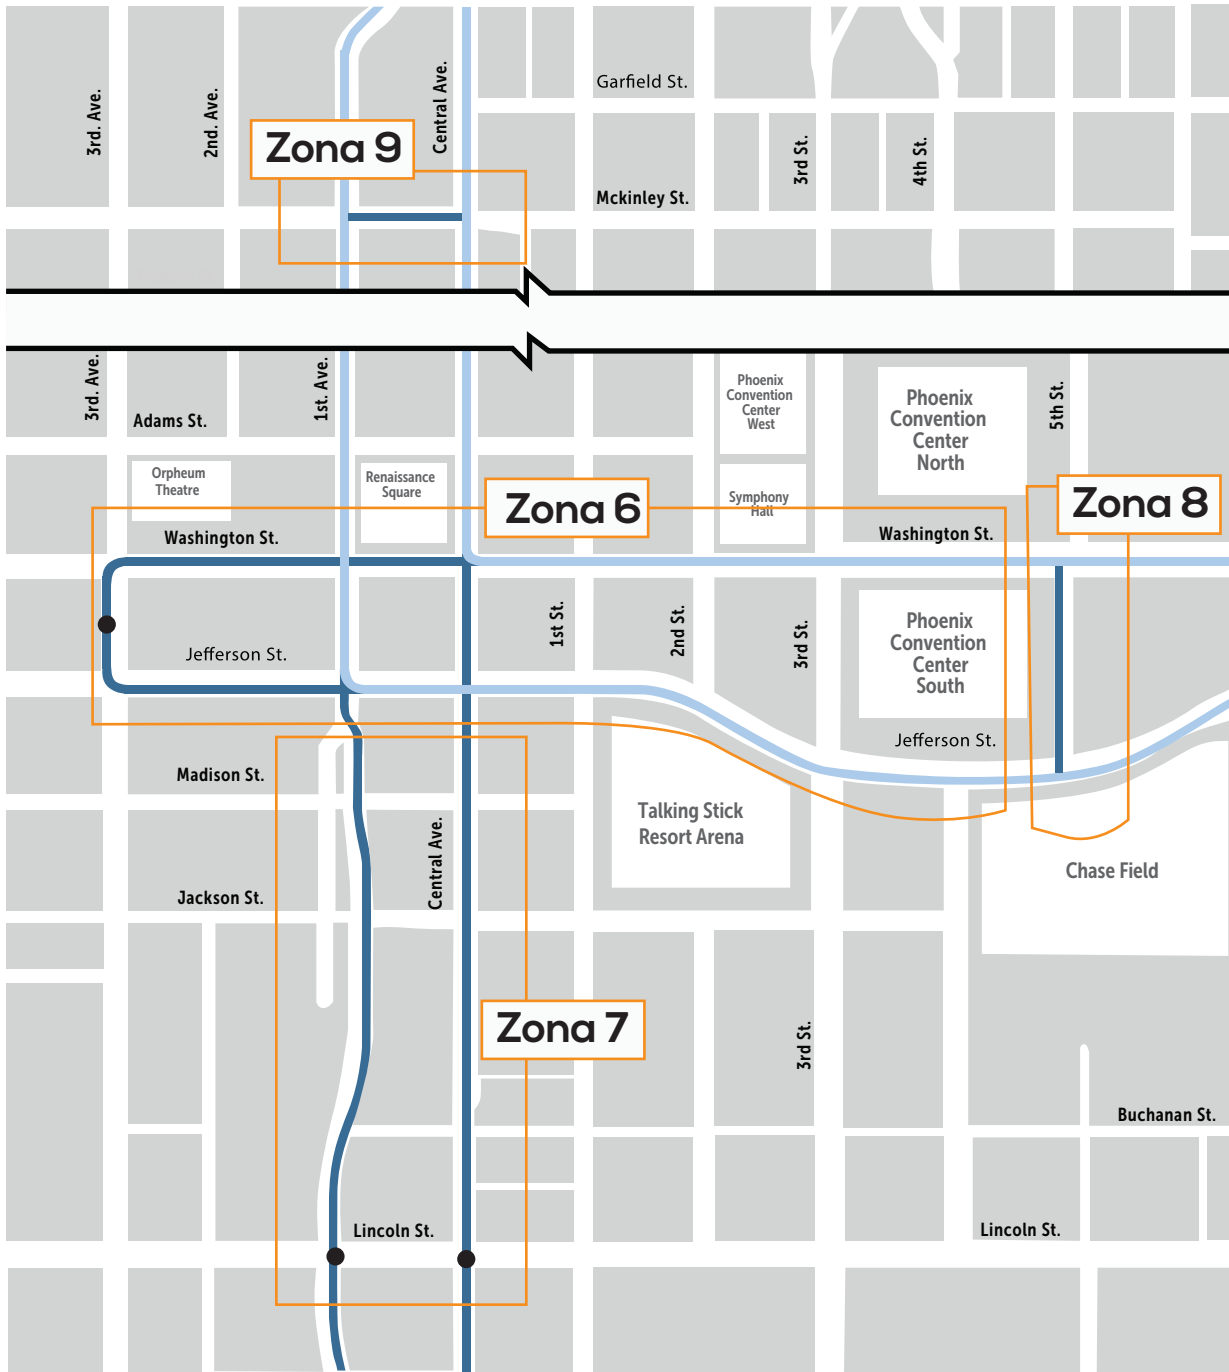 Garfield St.
3rd. Ave.
2nd. Ave.
Central Ave.
Zona 9
3rd St.
4th St.
Mckinley St.
3rd. Ave.
1st. Ave.
Adams St.
Phoenix
Convention
Center
West
Phoenix
Convention
Center
North
5th St.
Orpheum
Theatre
Renaissance
Square
Symphony
Hall
Zona 6
Zona 8
Washington St.
Washington St.
1st St.
2nd St.
3rd St.
Phoenix
Convention
Center
South
Jefferson St.
Jefferson St.
Madison St.
Talking Stick
Resort Arena
Central Ave.
Chase Field
Jackson St.
Zona 7
3rd St.
Buchanan St.
Lincoln St.
Lincoln St.